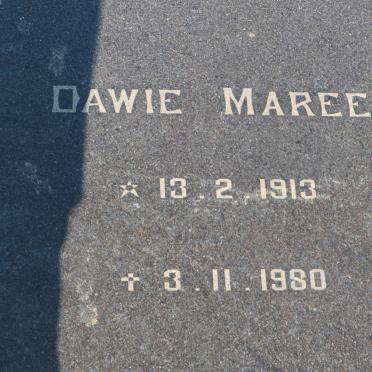 DAWIE MAREE
☆ 13.2.1913
✝ 3.11.1980